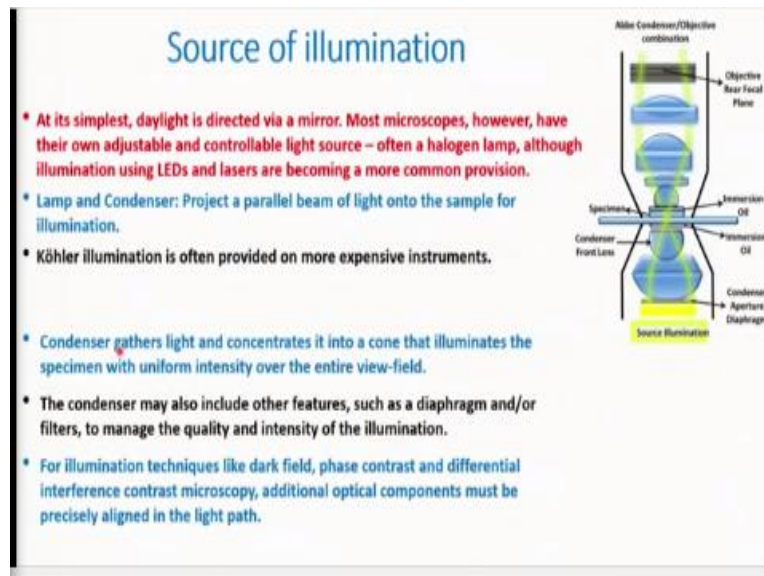 Source of illumination
• At its simplest, daylight is directed via a mirror. Most microscopes, however, have
their own adjustable and controllable light source – often a halogen lamp, although
illumination using LEDs and lasers are becoming a more common provision.
• Lamp and Condenser: Project a parallel beam of light onto the sample for
illumination.
• Köhler illumination is often provided on more expensive instruments.
• Condenser gathers light and concentrates it into a cone that illuminates the
specimen with uniform intensity over the entire view-field.
• The condenser may also include other features, such as a diaphragm and/or
filters, to manage the quality and intensity of the illumination.
• For illumination techniques like dark field, phase contrast and differential
interference contrast microscopy, additional optical components must be
precisely aligned in the light path.
Abbe Condenser/Objective
combination
Objective
Rear Focal
Plane
Immersion
Oil
Specimen
Condenser
Front Lens
Immersion
Oil
Condenser
Aperture
Diaphragm
Source Illumination